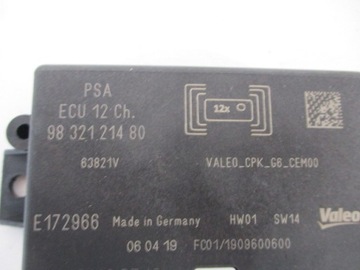 PSA
12x
ECU 12 Ch.
98 321 214 80
63821V
VALEO_CPK_G6_CEM00
E172966 Made in Germany HW01 SW14 Valeo
06 04 19 FC01/1909600600